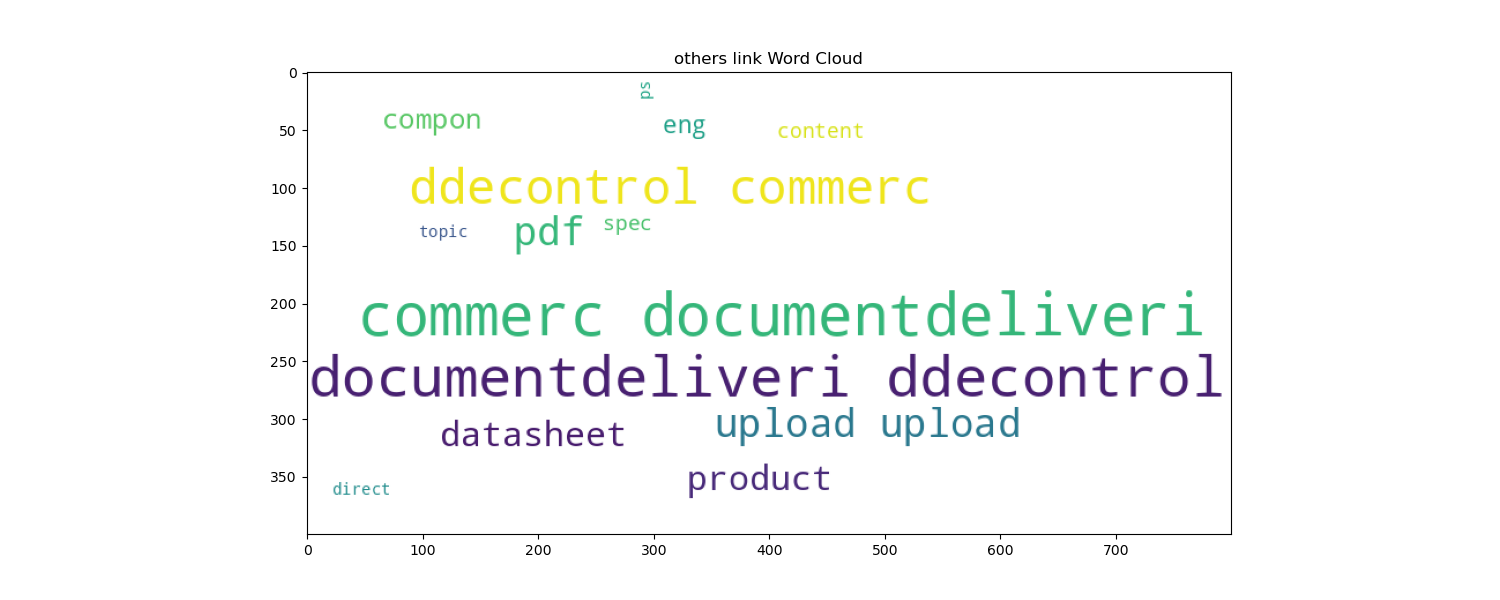 others link Word Cloud
0
50
100
150
200
250
300
350
ps
compon
eng
content
ddecontrol commerc
topic
pdf
spec
commerc documentdeliveri
documentdeliveri ddecontrol
datasheet
upload upload
product
direct
0 100 200 300 400 500 600 700